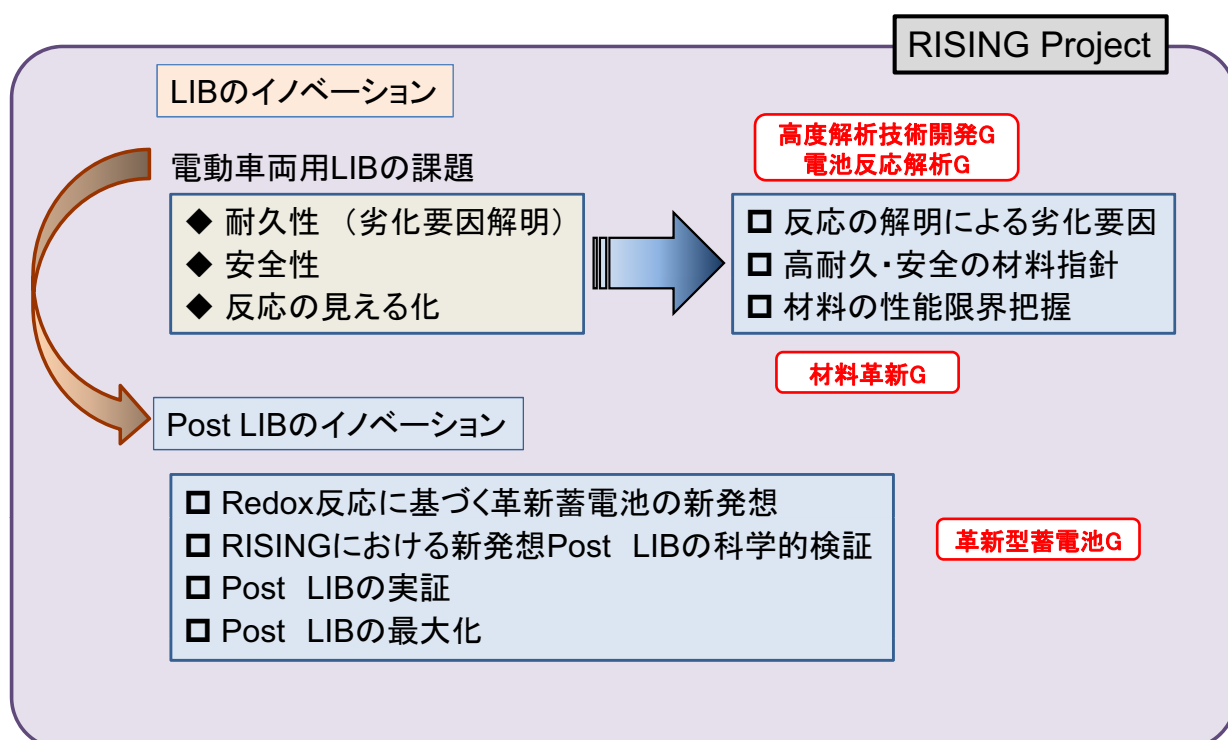 RISING Project
LIBのイノベーション
高度解析技術開発G
電池反応解析G
電動車両用LIBの課題
◆ 耐久性 （劣化要因解明）
◆ 安全性
◆ 反応の見える化
❑ 反応の解明による劣化要因
❑ 高耐久・安全の材料指針
❑ 材料の性能限界把握
材料革新G
Post LIBのイノベーション
❑ Redox反応に基づく革新蓄電池の新発想
❑ RISINGにおける新発想Post　LIBの科学的検証
❑ Post　LIBの実証
❑ Post　LIBの最大化
革新型蓄電池G